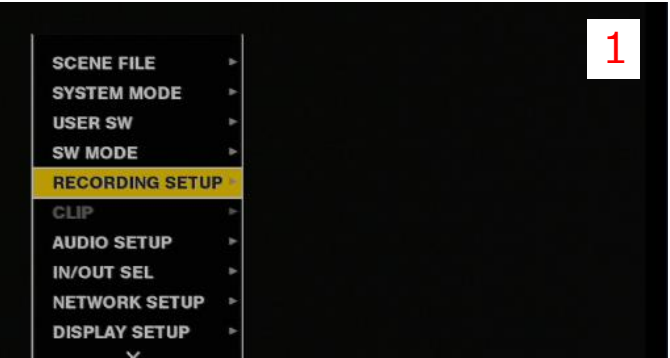 1
SCENE FILE
SYSTEM MODE
USER SW
SW MODE
RECORDING SETUP
CLIP
AUDIO SETUP
IN/OUT SEL
NETWORK SETUP
DISPLAY SETUP